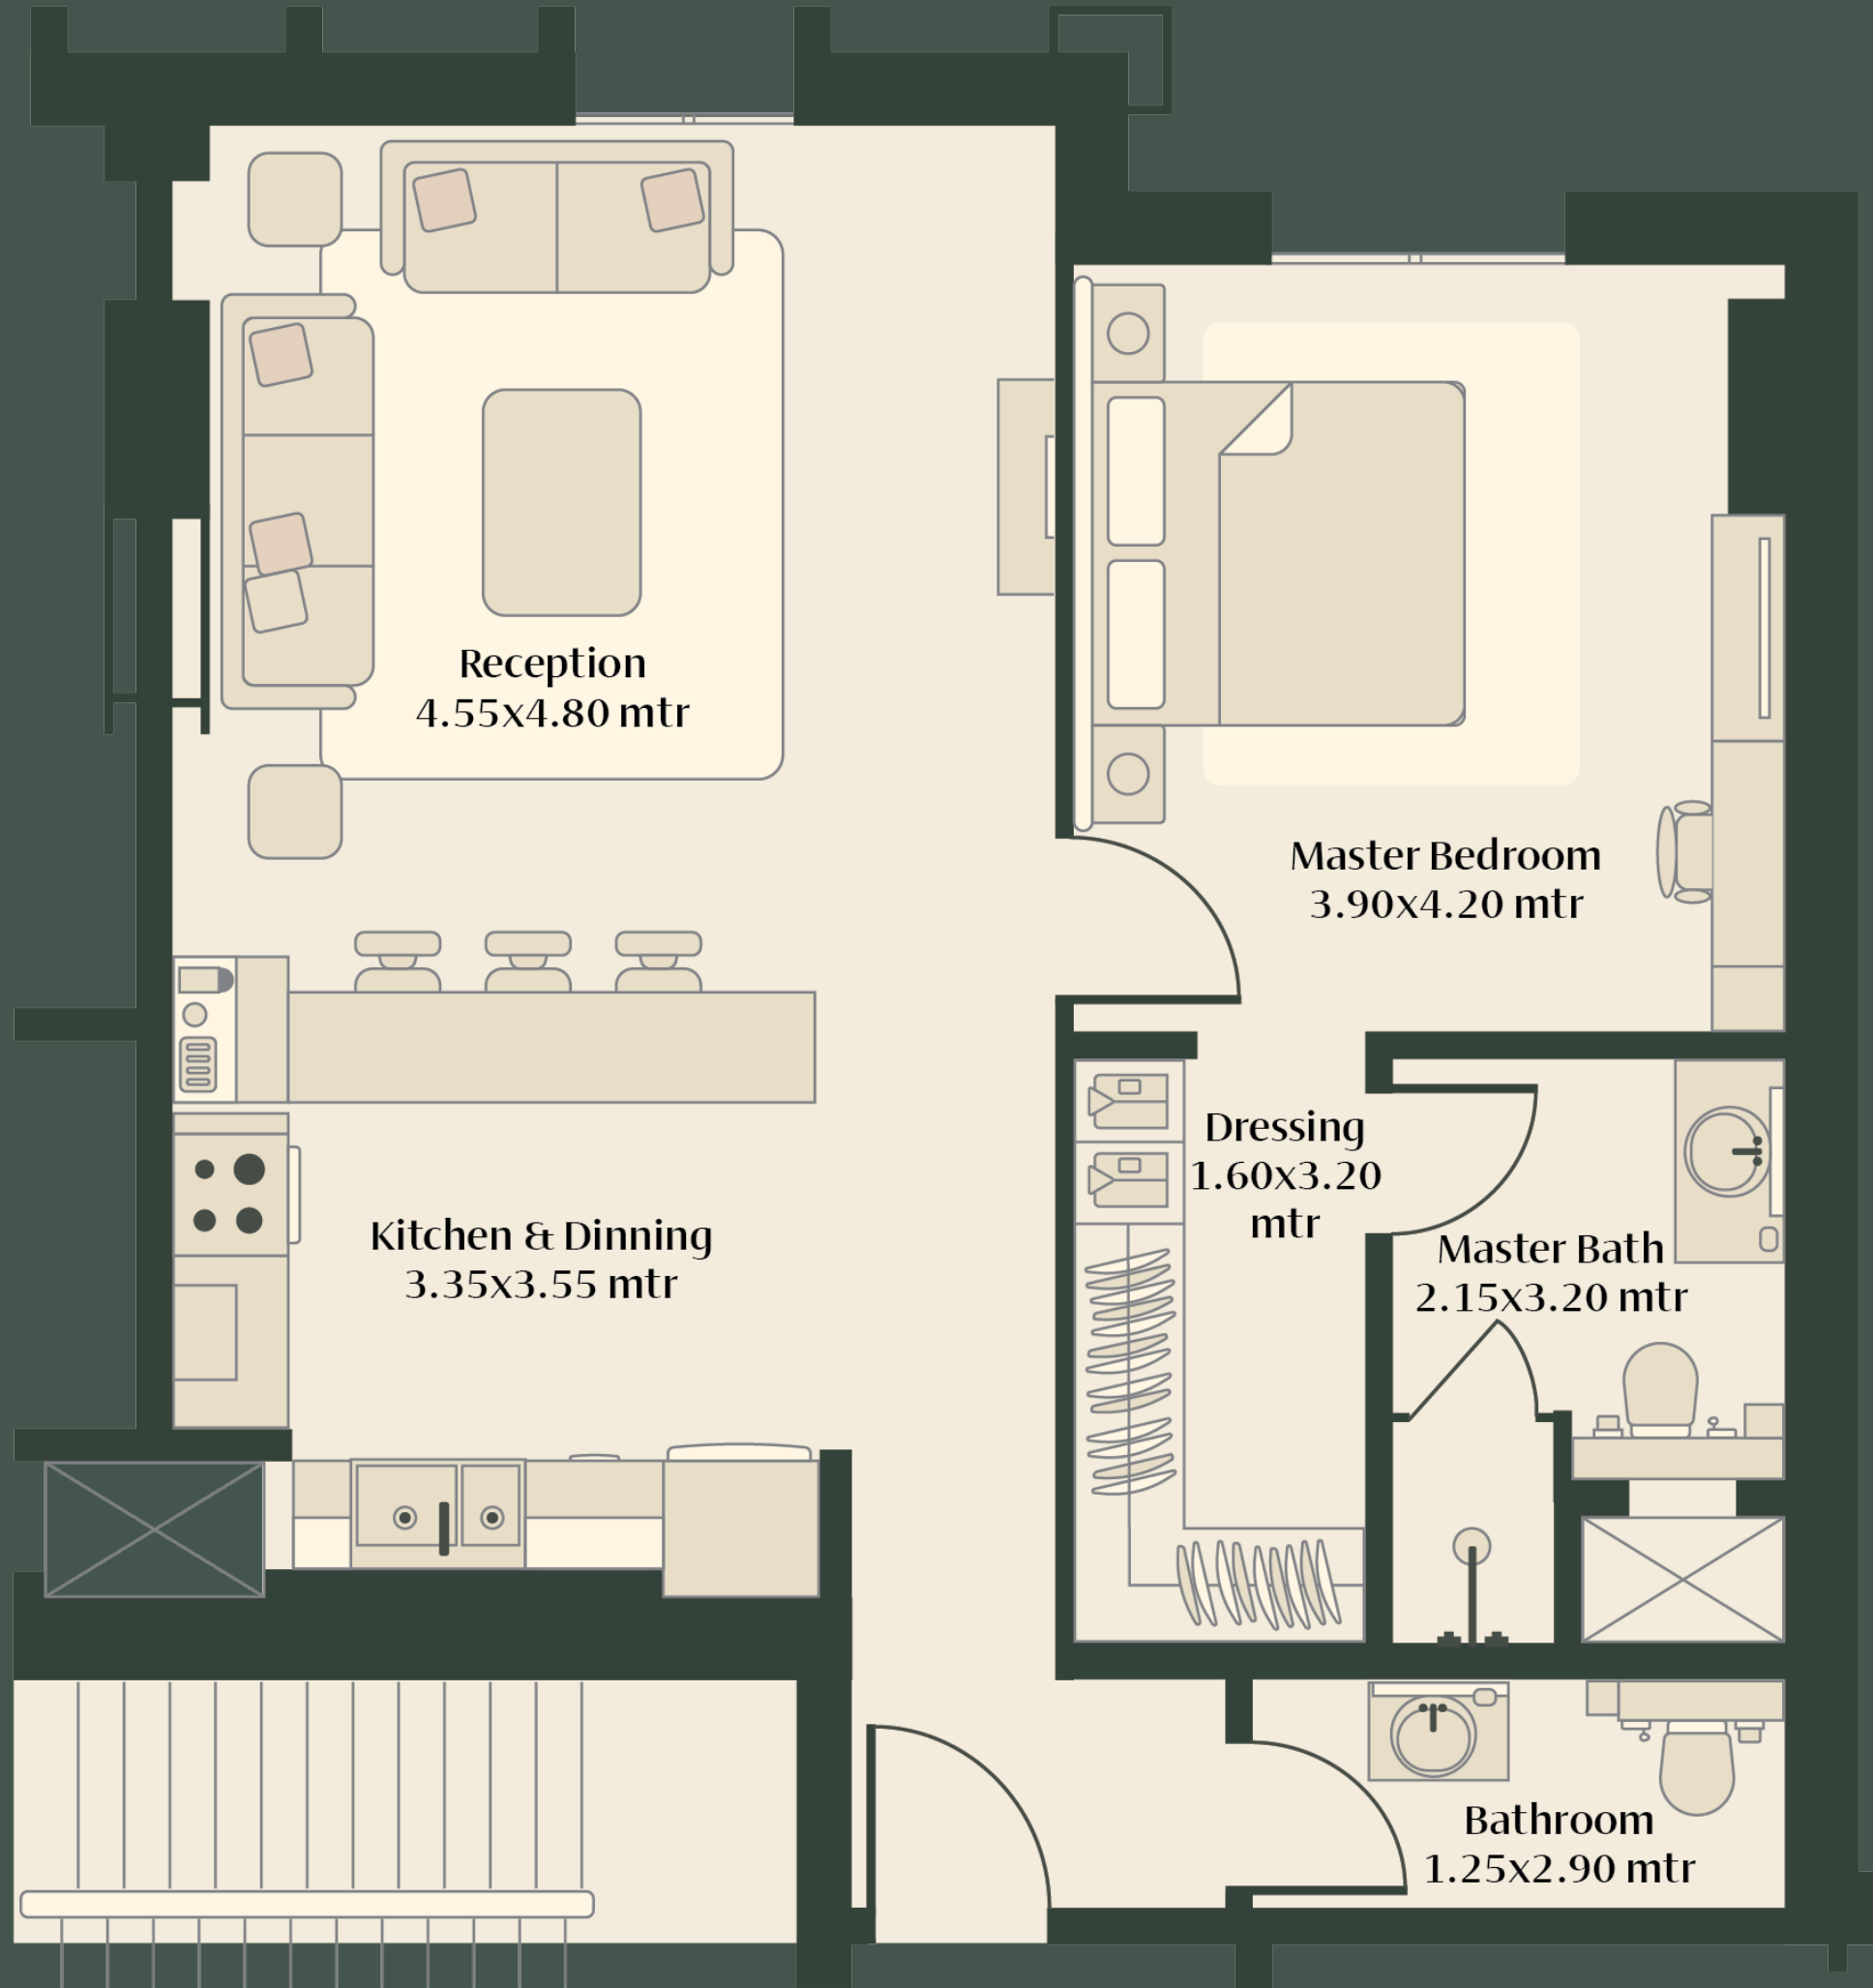 Reception
4.55x4.80 mtr
Master Bedroom
3.90x4.20 mtr
Dressing
1.60x3.20
mtr
Kitchen & Dinning
3.35x3.55 mtr
Master Bath
2.15x3.20 mtr
Bathroom
1.25x2.90 mtr